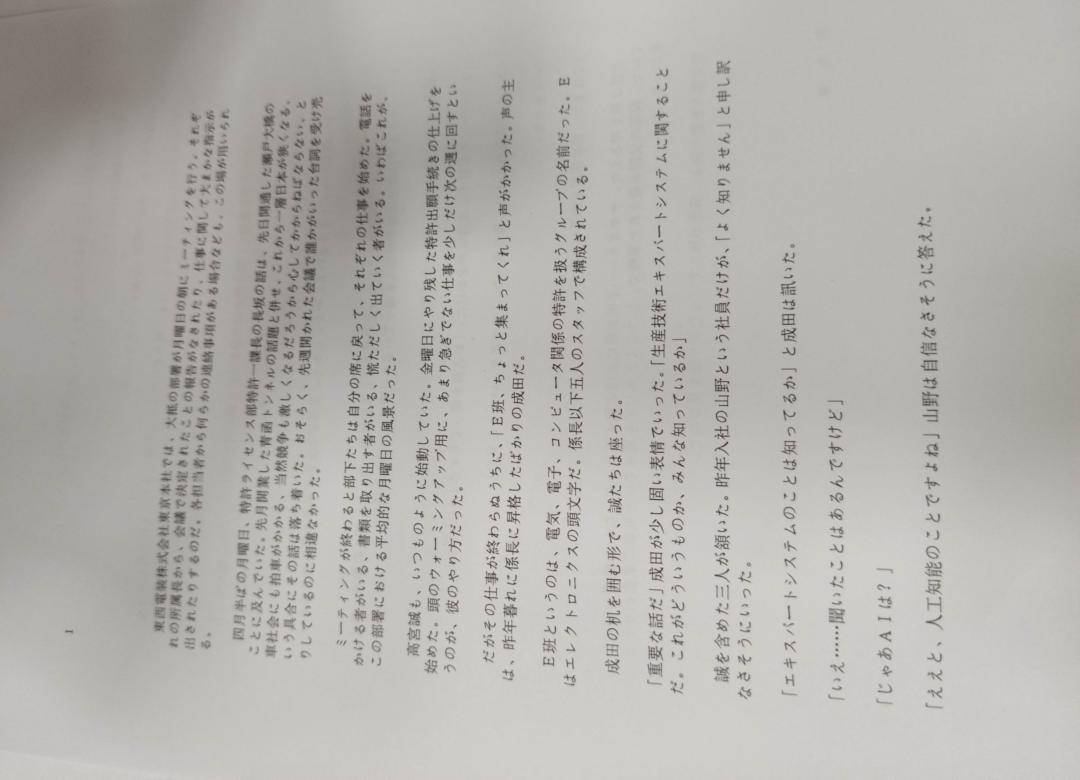 1
東西電装株式会社東京本社では、大抵の部署が月曜日の朝にミーティングを行う。それぞ
れの所属長から、会議で決定されたことの報告がなされたり、仕事に関して大まかな指示が
出されたりするのだ。各担当者から何らかの連絡事項がある場合なども、この場が用いられ
る。
四月半ばの月曜日、特許ライセンス部特許一課長の長坂の話は、先日開通した瀬戸大橋の
ことに及んでいた。先月開業した青函トンネルの話題と併せ、これから一層日本が狭くなる、
車社会にも拍車がかかる、当然競争も激しくなるだろうから心してかからねばならない、と
いう具合にその話は落ち着いた。おそらく、先週開かれた会議で誰かがいった台詞を受け売
りしているのに相違なかった。
ミーティングが終わると部下たちは自分の席に戻って、それぞれの仕事を始めた。電話を
かける者がいる、書類を取り出す者がいる、慌ただしく出ていく者がいる。いわばこれが、
この部署における平均的な月曜日の風景だった。
高宮誠も、いつものように始動していた。金曜日にやり残した特許出願手続きの仕上げを
始めた。頭のウォーミングアップ用に、あまり急ぎでない仕事を少しだけ次の週に回すとい
うのが、彼のやり方だった。
だがその仕事が終わらぬうちに、「Ｅ班、ちょっと集まってくれ」と声がかかった。声の主
は、昨年暮れに係長に昇格したばかりの成田だ。
Ｅ班というのは、電気、電子、コンピュータ関係の特許を扱うグループの名前だった。Ｅ
はエレクトロニクスの頭文字だ。係長以下五人のスタッフで構成されている。
成田の机を囲む形で、誠たちは座った。
「重要な話だ」成田が少し固い表情でいった。「生産技術エキスパートシステムに関すること
だ。これがどういうものか、みんな知っているか」
誠を含めた三人が頷いた。昨年入社の山野という社員だけが、「よく知りません」と申し訳
なさそうにいった。
「エキスパートシステムのことは知ってるか」と成田は訊いた。
「いえ……聞いたことはあるんですけど」
「じゃあＡＩは？」
「ええと、人工知能のことですよね」山野は自信なさそうに答えた。